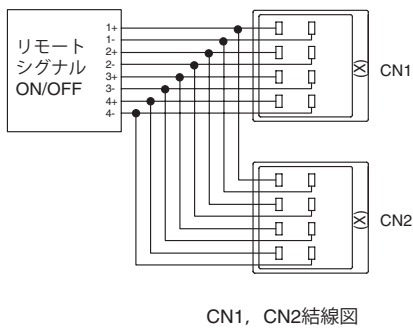 リモート
シグナル
ON/OFF
1+
1-
2+
2-
3+
3-
4+
4-
(X)
CN1
(X)
CN2
CN1，CN2結線図